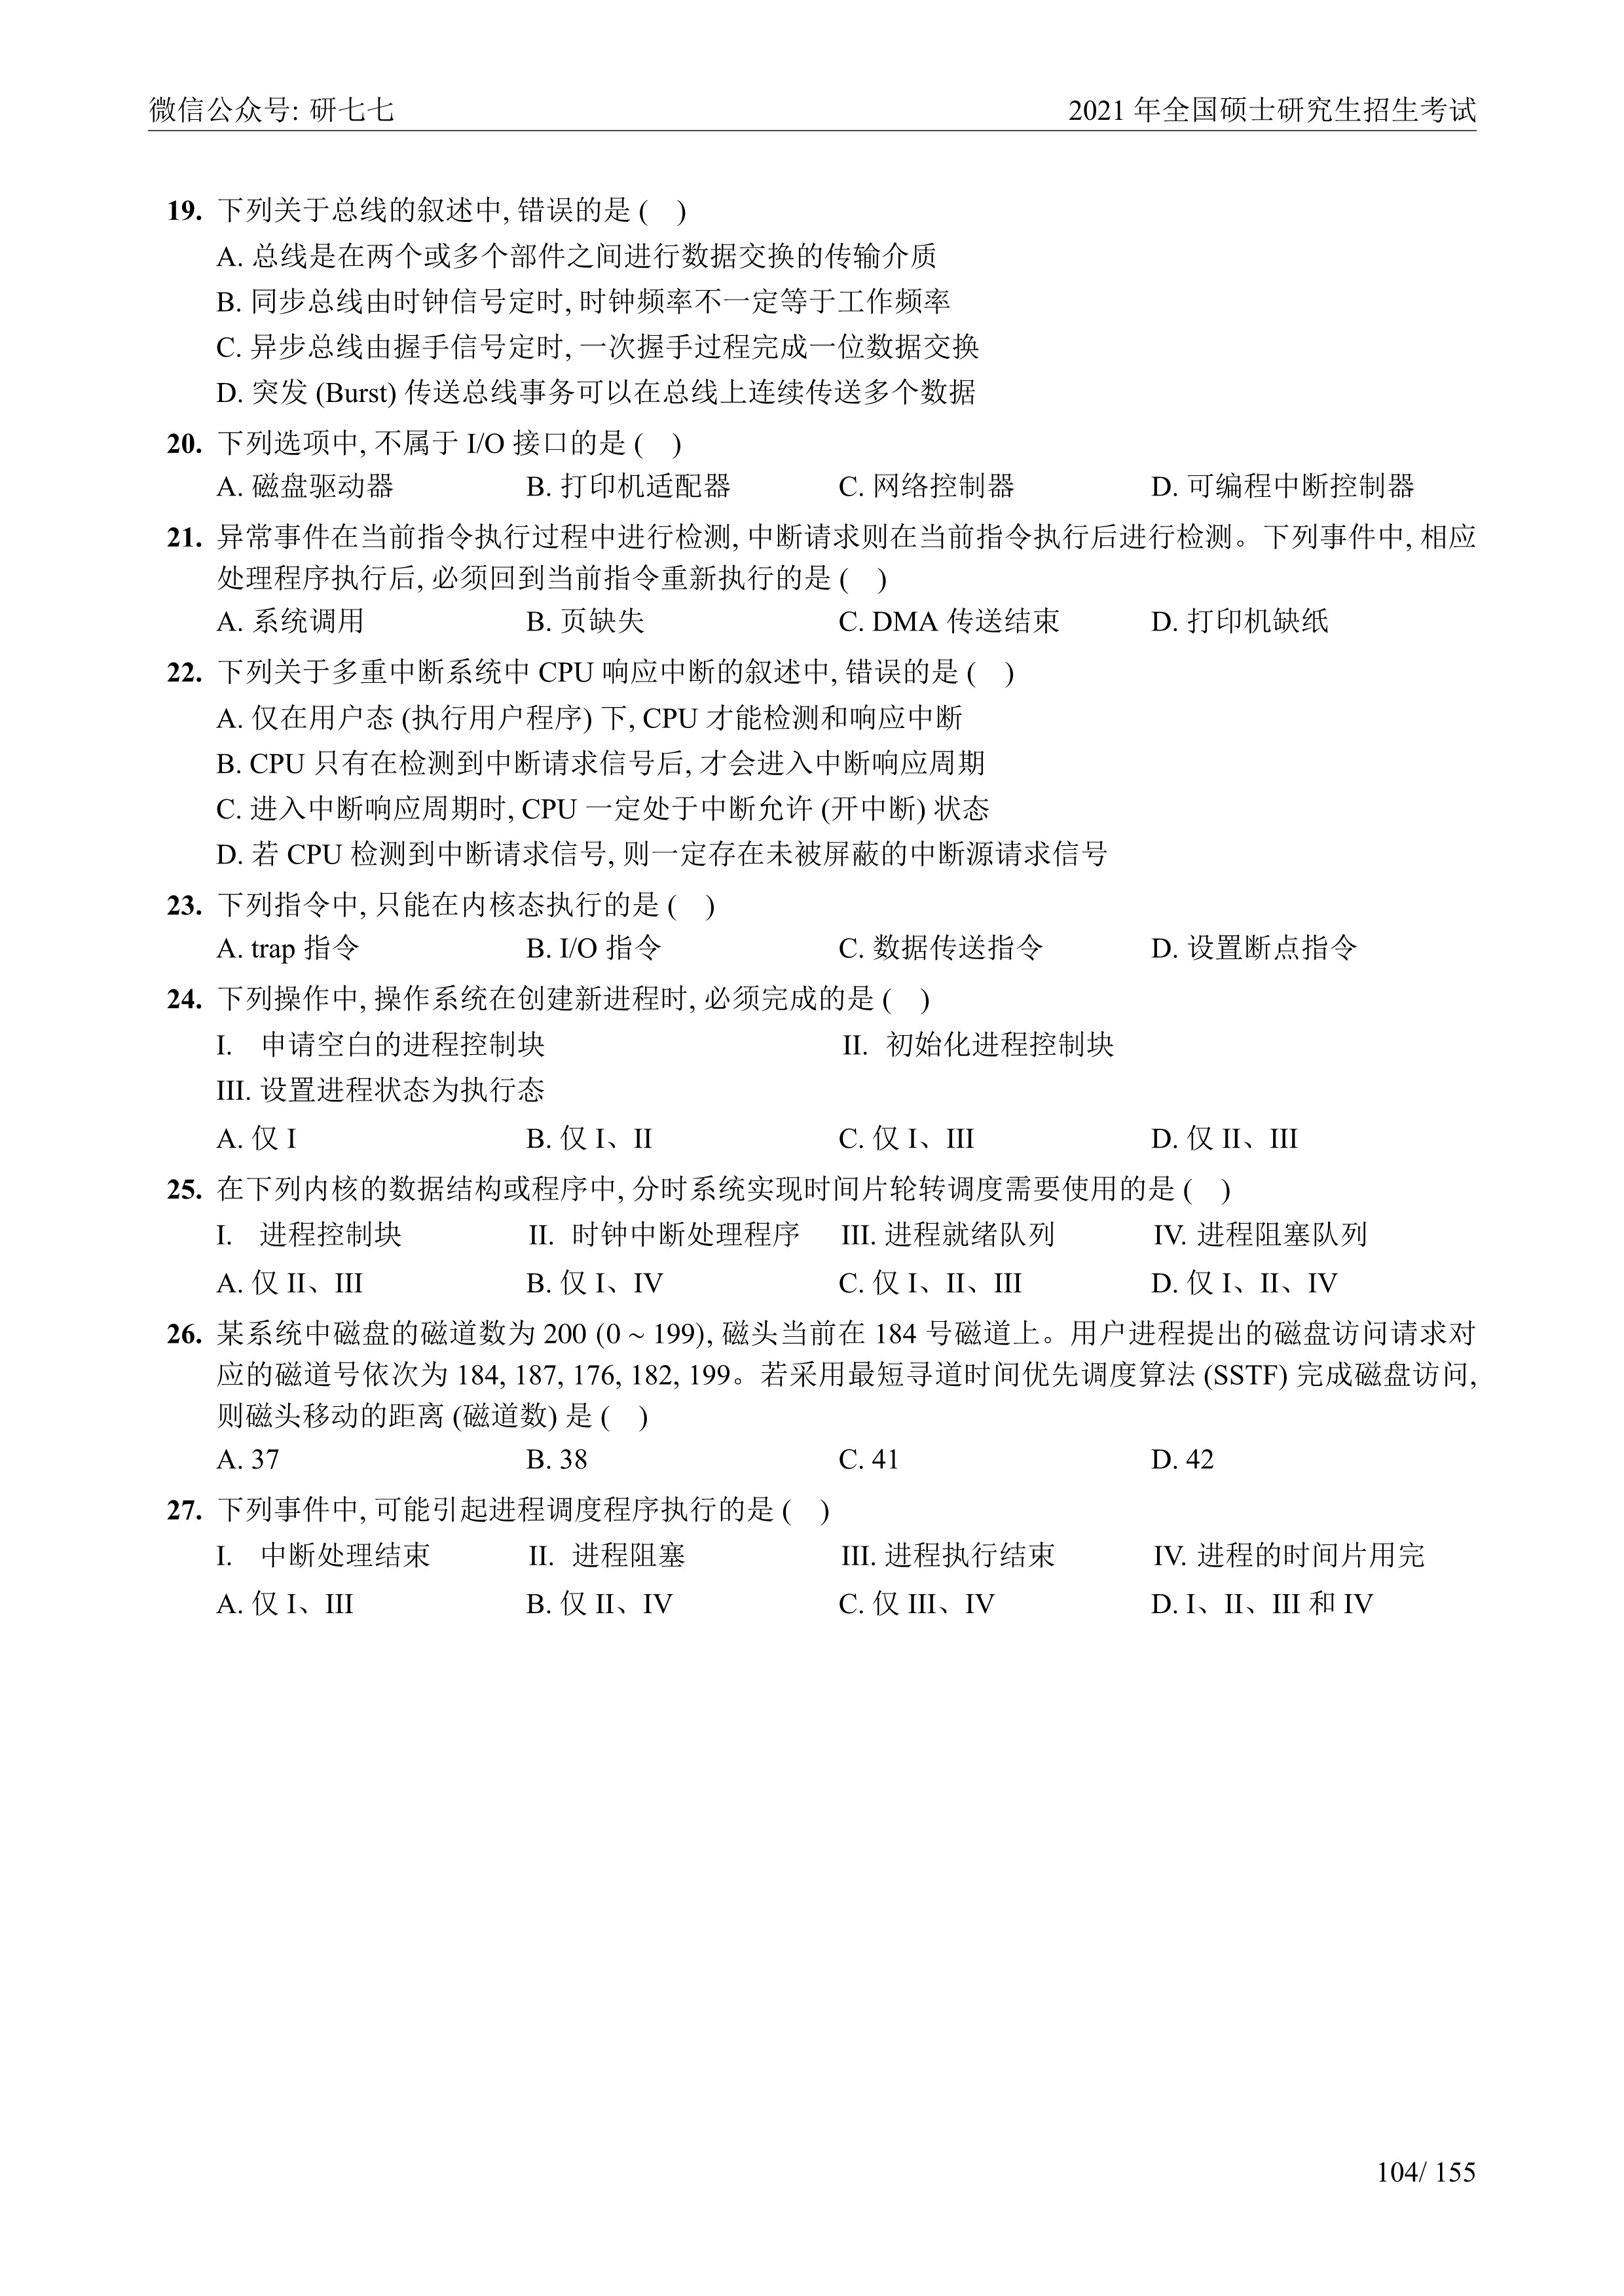 微信公众号: 研七七 2021 年全国硕士研究生招生考试
19. 下列关于总线的叙述中, 错误的是 ( )
A. 总线是在两个或多个部件之间进行数据交换的传输介质
B. 同步总线由时钟信号定时, 时钟频率不一定等于工作频率
C. 异步总线由握手信号定时, 一次握手过程完成一位数据交换
D. 突发 (Burst) 传送总线事务可以在总线上连续传送多个数据
20. 下列选项中, 不属于 I/O 接口的是 ( )
A. 磁盘驱动器 B. 打印机适配器 C. 网络控制器 D. 可编程中断控制器
21. 异常事件在当前指令执行过程中进行检测, 中断请求则在当前指令执行后进行检测。下列事件中, 相应
处理程序执行后, 必须回到当前指令重新执行的是 ( )
A. 系统调用 B. 页缺失 C. DMA 传送结束 D. 打印机缺纸
22. 下列关于多重中断系统中 CPU 响应中断的叙述中, 错误的是 ( )
A. 仅在用户态 (执行用户程序) 下, CPU 才能检测和响应中断
B. CPU 只有在检测到中断请求信号后, 才会进入中断响应周期
C. 进入中断响应周期时, CPU 一定处于中断允许 (开中断) 状态
D. 若 CPU 检测到中断请求信号, 则一定存在未被屏蔽的中断源请求信号
23. 下列指令中, 只能在内核态执行的是 ( )
A. trap 指令 B. I/O 指令 C. 数据传送指令 D. 设置断点指令
24. 下列操作中, 操作系统在创建新进程时, 必须完成的是 ( )
I. 申请空白的进程控制块 II. 初始化进程控制块
III. 设置进程状态为执行态
A. 仅 I B. 仅 I、II C. 仅 I、III D. 仅 II、III
25. 在下列内核的数据结构或程序中, 分时系统实现时间片轮转调度需要使用的是 ( )
I. 进程控制块 II. 时钟中断处理程序 III. 进程就绪队列 IV. 进程阻塞队列
A. 仅 II、III B. 仅 I、IV C. 仅 I、II、III D. 仅 I、II、IV
26. 某系统中磁盘的磁道数为 200 (0 ~ 199), 磁头当前在 184 号磁道上。用户进程提出的磁盘访问请求对
应的磁道号依次为 184, 187, 176, 182, 199。若采用最短寻道时间优先调度算法 (SSTF) 完成磁盘访问,
则磁头移动的距离 (磁道数) 是 ( )
A. 37 B. 38 C. 41 D. 42
27. 下列事件中, 可能引起进程调度程序执行的是 ( )
I. 中断处理结束 II. 进程阻塞 III. 进程执行结束 IV. 进程的时间片用完
A. 仅 I、III B. 仅 II、IV C. 仅 III、IV D. I、II、III 和 IV
104/ 155